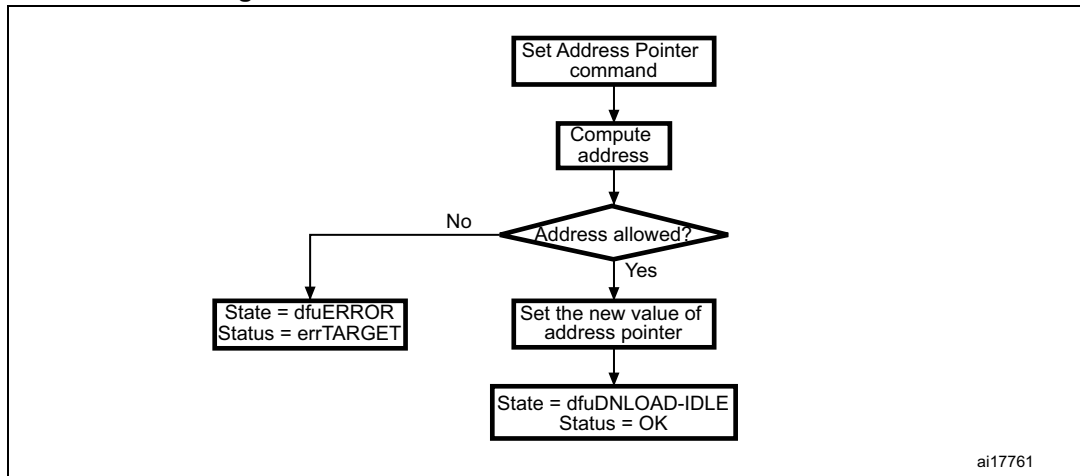 Set Address Pointer
command
Compute
address
Address allowed?
No
Yes
State = dfuERROR
Status = errTARGET
Set the new value of
address pointer
State = dfuDNLOAD-IDLE
Status = OK
ai17761